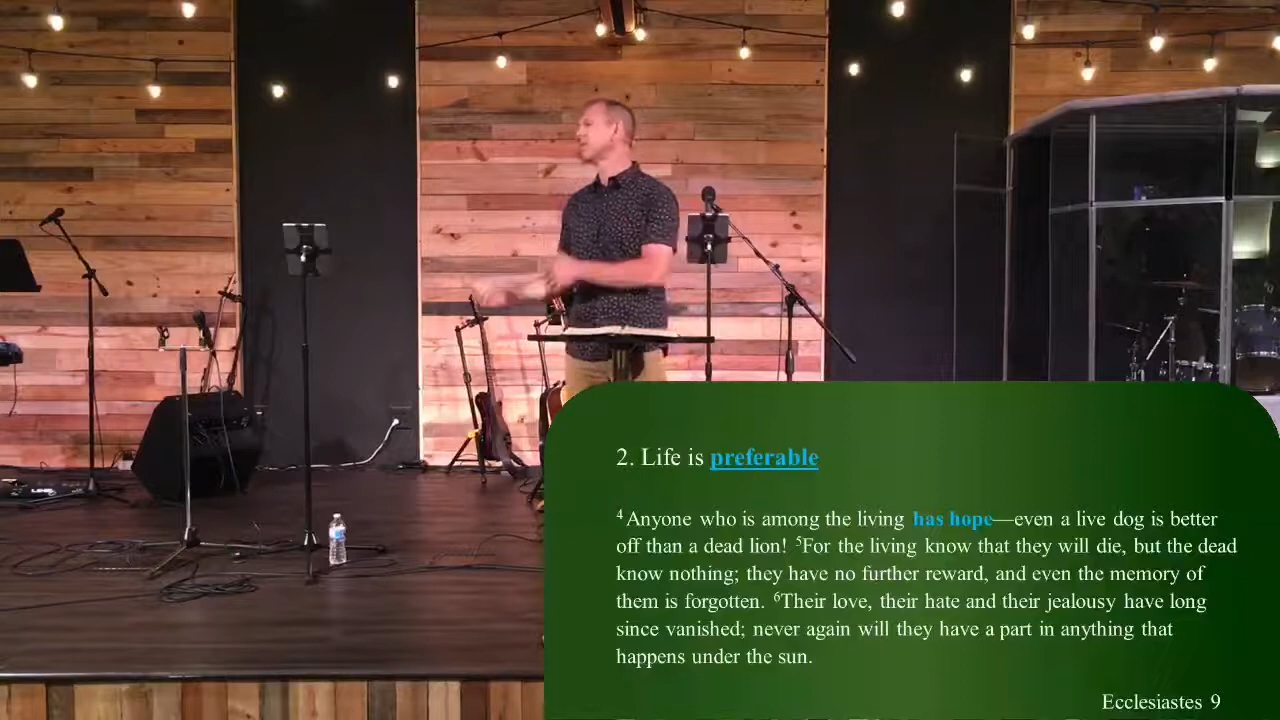 2. Life is preferable
4 Anyone who is among the living has hope—even a live dog is better
off than a dead lion! 5For the living know that they will die, but the dead
know nothing; they have no further reward, and even the memory of
them is forgotten. 6Their love, their hate and their jealousy have long
since vanished; never again will they have a part in anything that
happens under the sun.
Ecclesiastes 9